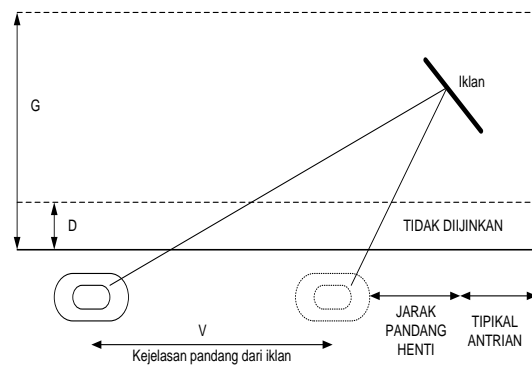 G
Iklan
D
TIDAK DIIJINKAN
V
Kejelasan pandang dari iklan
JARAK
PANDANG
HENTI
TIPIKAL
ANTRIAN